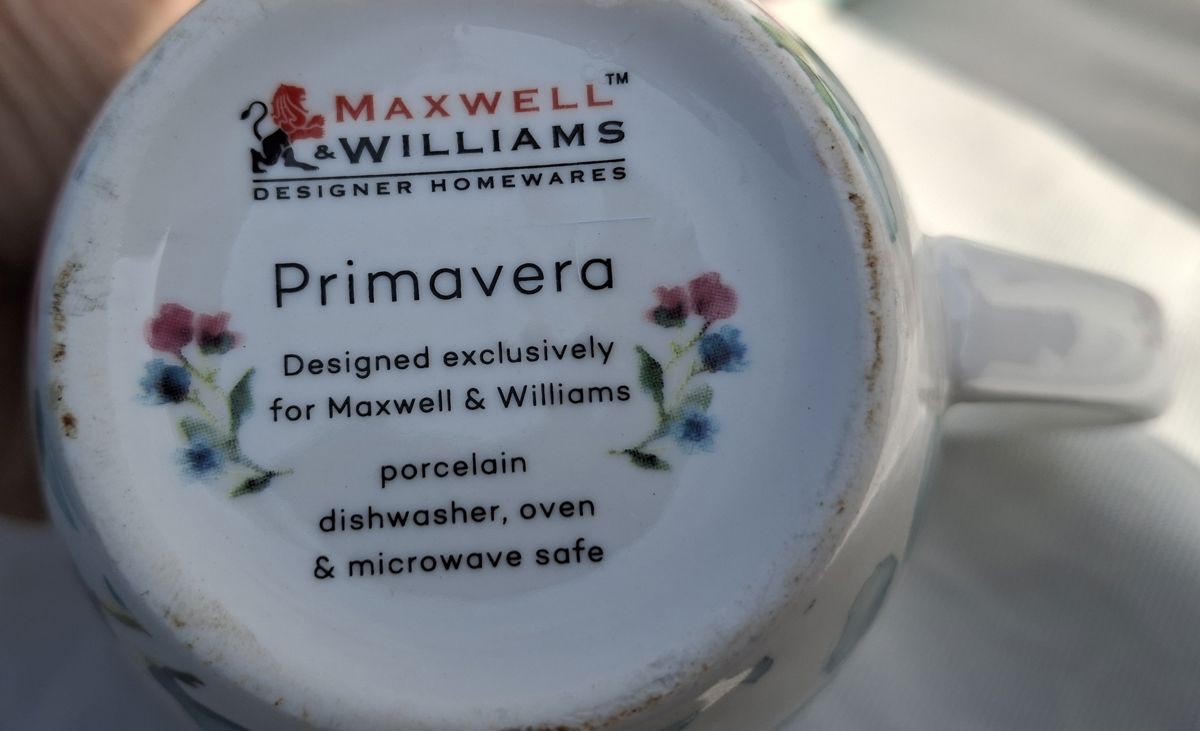 MAXWELL™
& WILLIAMS
DESIGNER HOMEWARES
Primavera
Designed exclusively
for Maxwell & Williams
porcelain
dishwasher, oven
& microwave safe